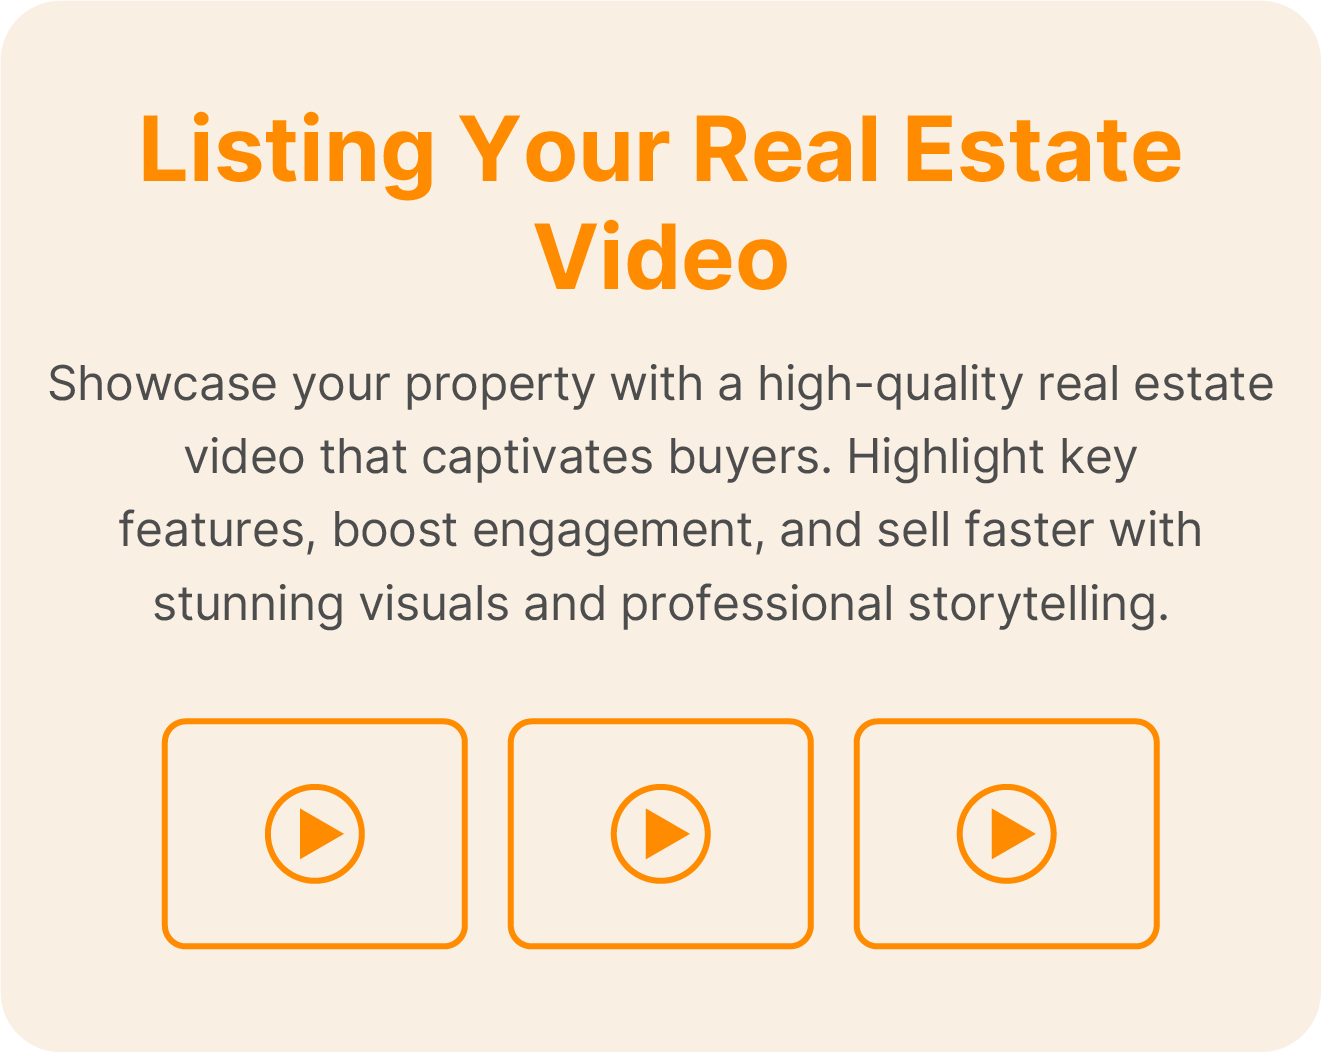 Listing Your Real Estate
Video
Showcase your property with a high-quality real estate
video that captivates buyers. Highlight key
features, boost engagement, and sell faster with
stunning visuals and professional storytelling.